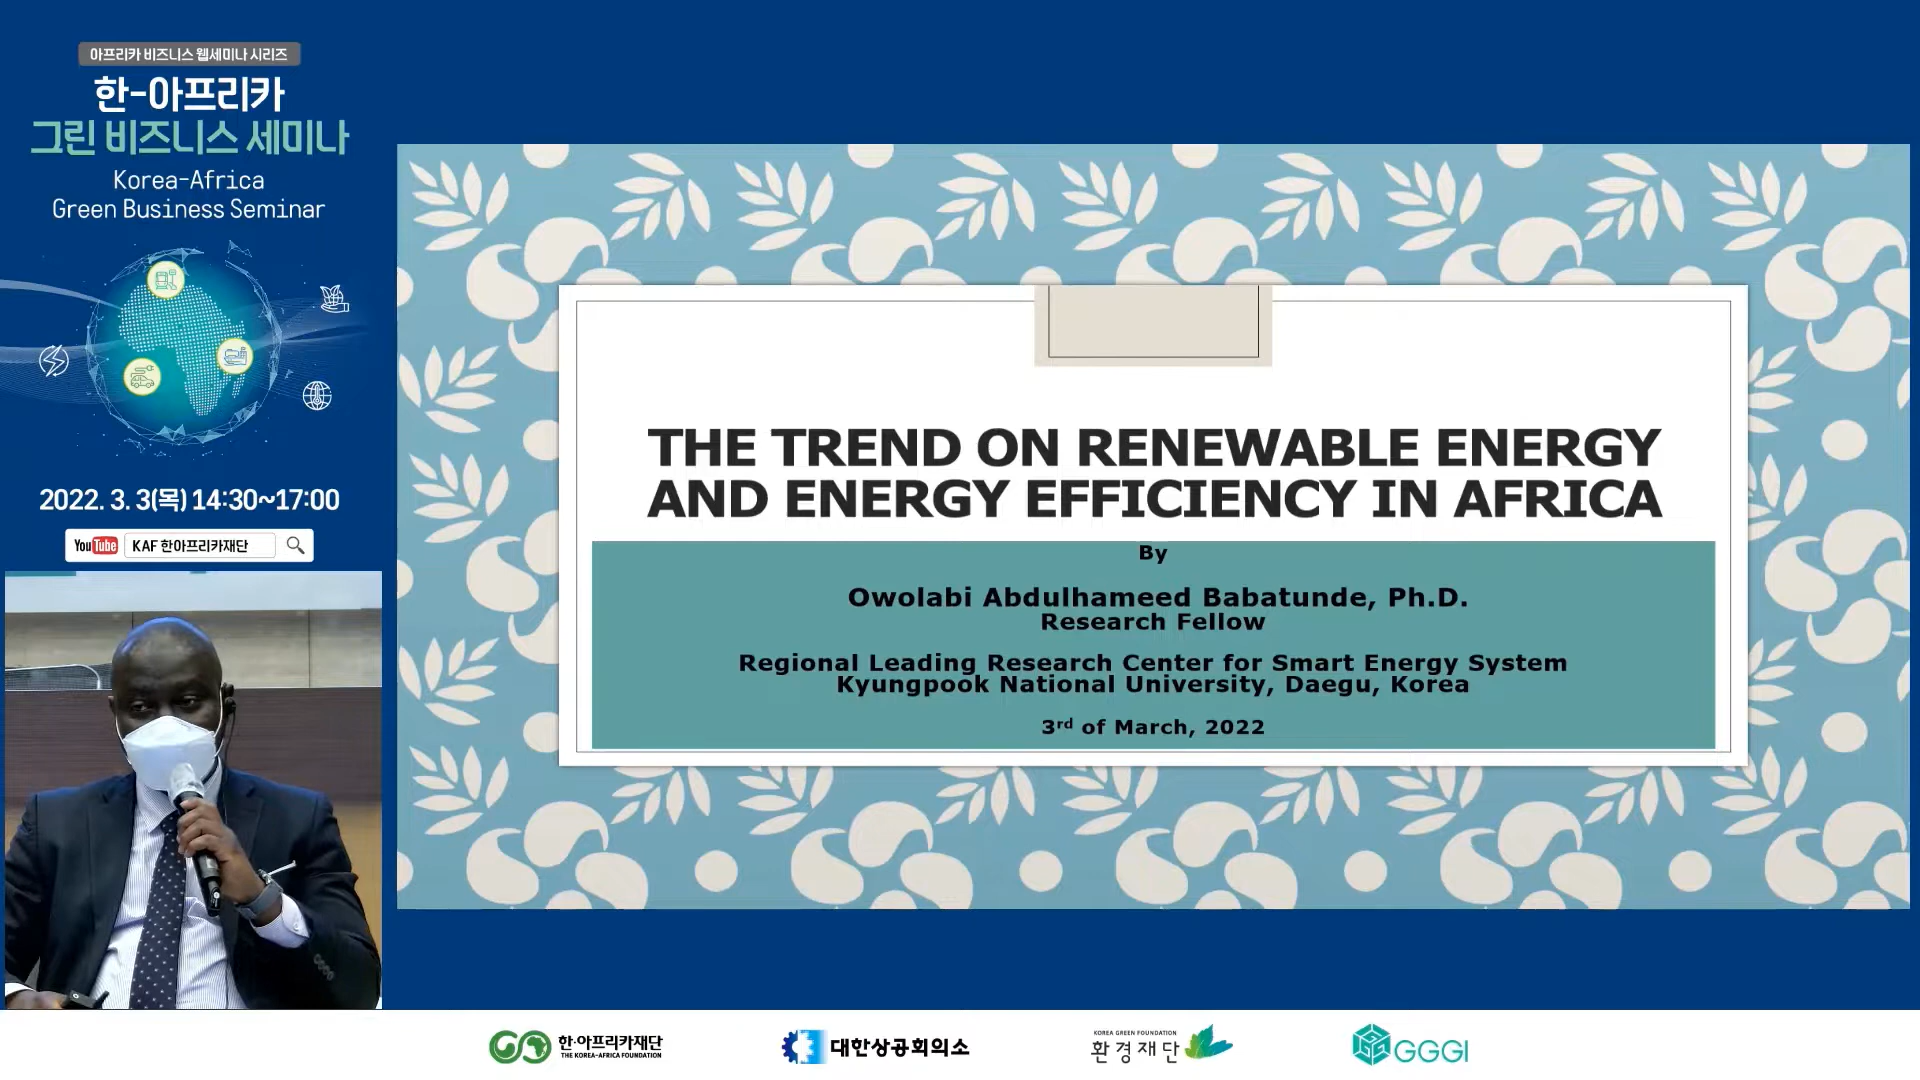 아프리카 비즈니스 웹세미나 시리즈
한-아프리카
그린 비즈니스 세미나
Korea-Africa
Green Business Seminar
2022. 3. 3(목) 14:30~17:00
YouTube KAF 한아프리카재단
THE TREND ON RENEWABLE ENERGY
AND ENERGY EFFICIENCY IN AFRICA
By
Owolabi Abdulhameed Babatunde, Ph.D.
Research Fellow
Regional Leading Research Center for Smart Energy System
Kyungpook National University, Daegu, Korea
3rd of March, 2022
한·아프리카재단
THE KOREA-AFRICA FOUNDATION
대한상공회의소
KOREA GREEN FOUNDATION
환경재단
GGGI